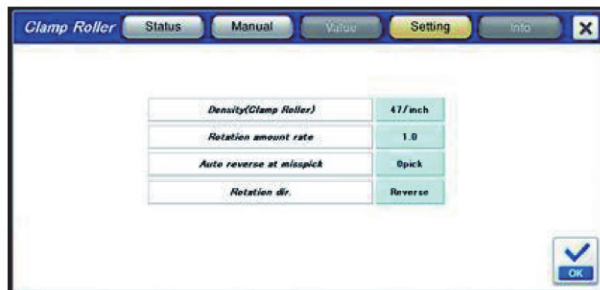 Clamp Roller Status Manual Value Setting Info
Density(Clamp Roller) 47/inch
Rotation amount rate 1.0
Auto reverse at misspick 0pick
Rotation dir. Reverse
OK